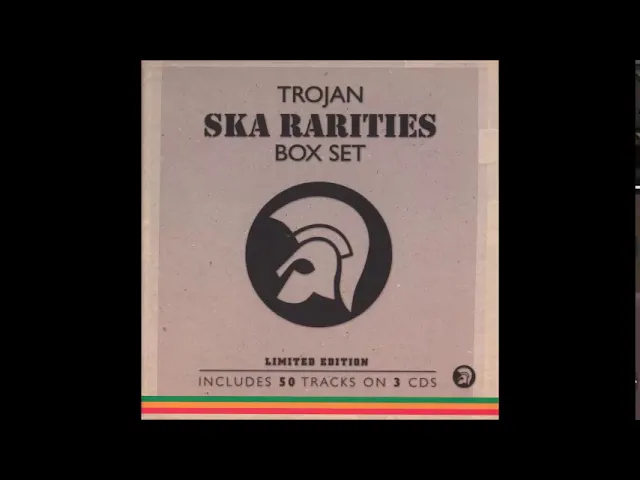 TROJAN
SKA RARITIES
BOX SET
LIMITED EDITION
INCLUDES 50 TRACKS ON 3 CDS